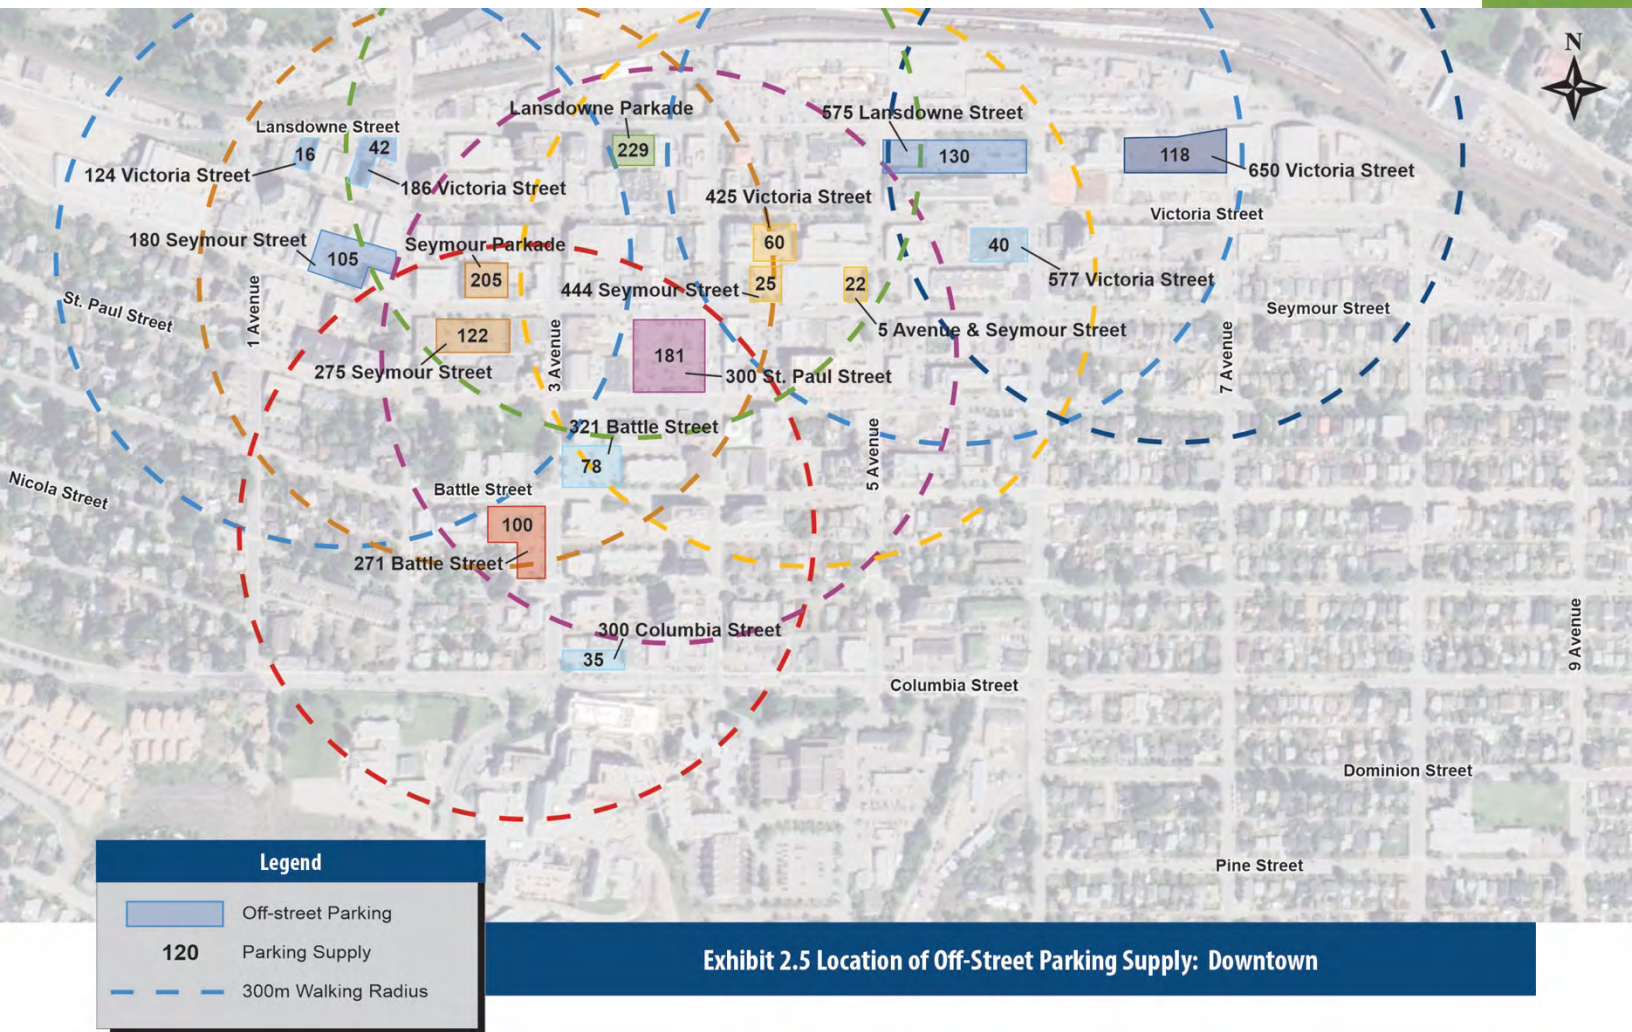 N
Lansdowne Parkade
575 Lansdowne Street
Lansdowne Street
16
42
229
130
118
124 Victoria Street
186 Victoria Street
650 Victoria Street
425 Victoria Street
Victoria Street
180 Seymour Street
Seymour Parkade
60
40
105
205
444 Seymour Street
25
22
577 Victoria Street
St. Paul Street
1 Avenue
Seymour Street
5 Avenue & Seymour Street
122
3 Avenue
181
7 Avenue
275 Seymour Street
300 St. Paul Street
321 Battle Street
5 Avenue
78
Nicola Street
Battle Street
100
271 Battle Street
300 Columbia Street
9 Avenue
35
Columbia Street
Dominion Street
Pine Street
Legend
Off-street Parking
120 Parking Supply
300m Walking Radius
Exhibit 2.5 Location of Off-Street Parking Supply: Downtown